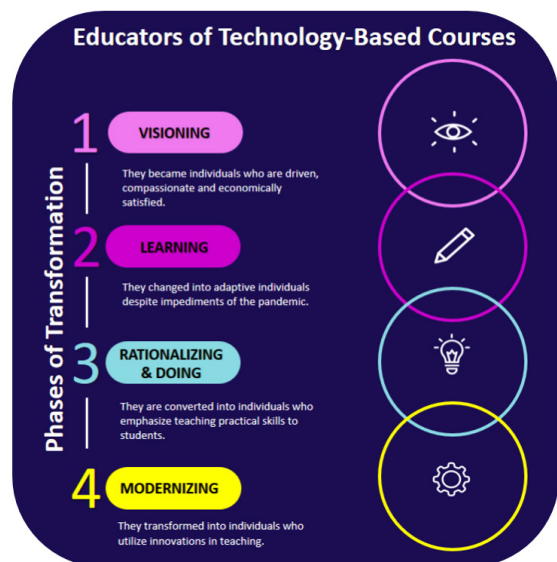 Educators of Technology-Based Courses
Phases of Transformation
1
VISIONING
They became individuals who are driven,
compassionate and economically
satisfied.
2
LEARNING
They changed into adaptive individuals
despite impediments of the pandemic.
3
RATIONALIZING
& DOING
They are converted into individuals who
emphasize teaching practical skills to
students.
4
MODERNIZING
They transformed into individuals who
utilize innovations in teaching.